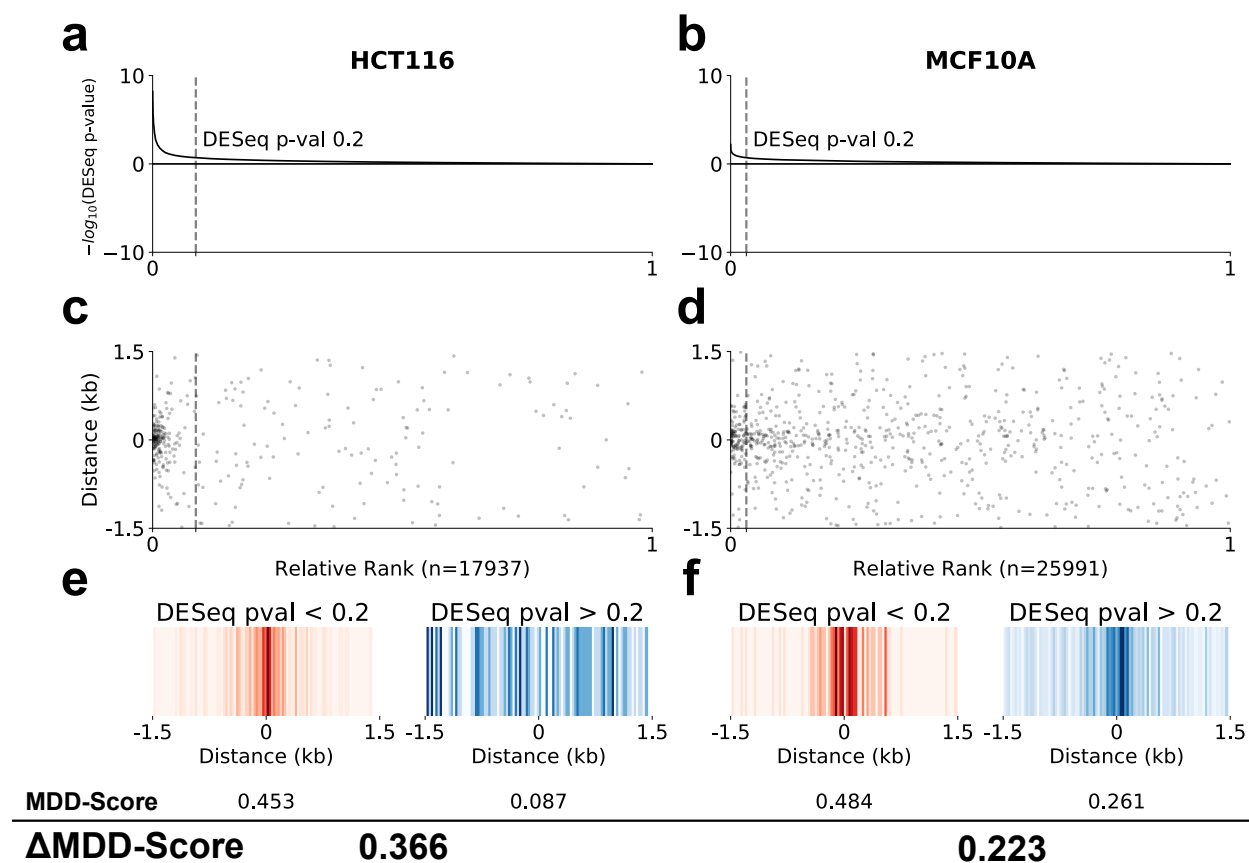 a
b
HCT116
MCF10A
−log10(DESeq p-value)
10
0
−10
DESeq p-val 0.2
0
1
10
0
−10
DESeq p-val 0.2
0
1
c
d
Distance (kb)
1.5
0
-1.5
0
1
Relative Rank (n=17937)
1.5
0
-1.5
0
1
Relative Rank (n=25991)
e
f
DESeq pval < 0.2
DESeq pval > 0.2
DESeq pval < 0.2
DESeq pval > 0.2
-1.5 0 1.5
-1.5 0 1.5
-1.5 0 1.5
-1.5 0 1.5
Distance (kb)
Distance (kb)
Distance (kb)
Distance (kb)
MDD-Score 0.453 0.087 0.484 0.261
ΔMDD-Score 0.366 0.223